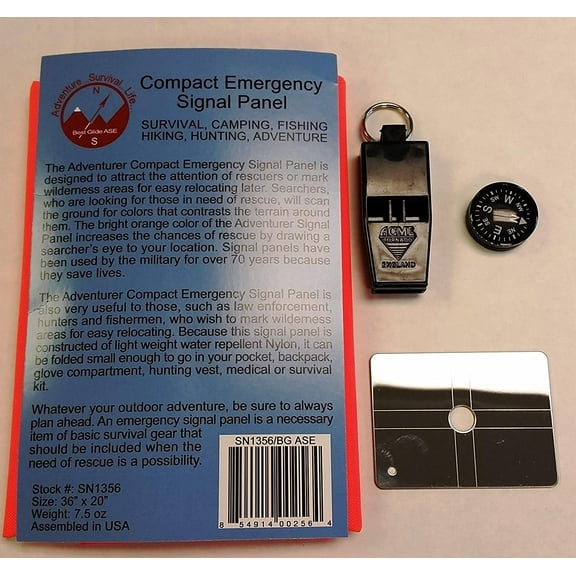 Adventure... Survival... Life...
N
Best Glide ASE
S
Compact Emergency
Signal Panel
SURVIVAL, CAMPING, FISHING
HIKING, HUNTING, ADVENTURE
The Adventurer Compact Emergency Signal Panel is
designed to attract the attention of rescuers or mark
wilderness areas for easy relocating later. Searchers,
who are looking for those in need of rescue, will scan
the ground for colors that contrasts the terrain around
them. The bright orange color of the Adventurer Signal
Panel increases the chances of rescue by drawing a
searcher's eye to your location. Signal panels have
been used by the military for over 70 years because
they save lives.
The Adventurer Compact Emergency Signal Panel is
also very useful to those, such as law enforcement,
hunters and fishermen, who wish to mark wilderness
areas for easy relocating. Because this signal panel is
constructed of light weight water repellent Nylon, it can
be folded small enough to go in your pocket, backpack,
glove compartment, hunting vest, medical or survival
kit.
Whatever your outdoor adventure, be sure to always
plan ahead. An emergency signal panel is a necessary
item of basic survival gear that
should be included when the
need of rescue is a possibility.
Stock #: SN1356
Size: 36" x 20"
Weight: 7.5 oz
Assembled in USA
SN1356/BG ASE
8 54914 00256 4
ACME
TORNADO
ENGLAND
W
NW
SW
S
E
NE